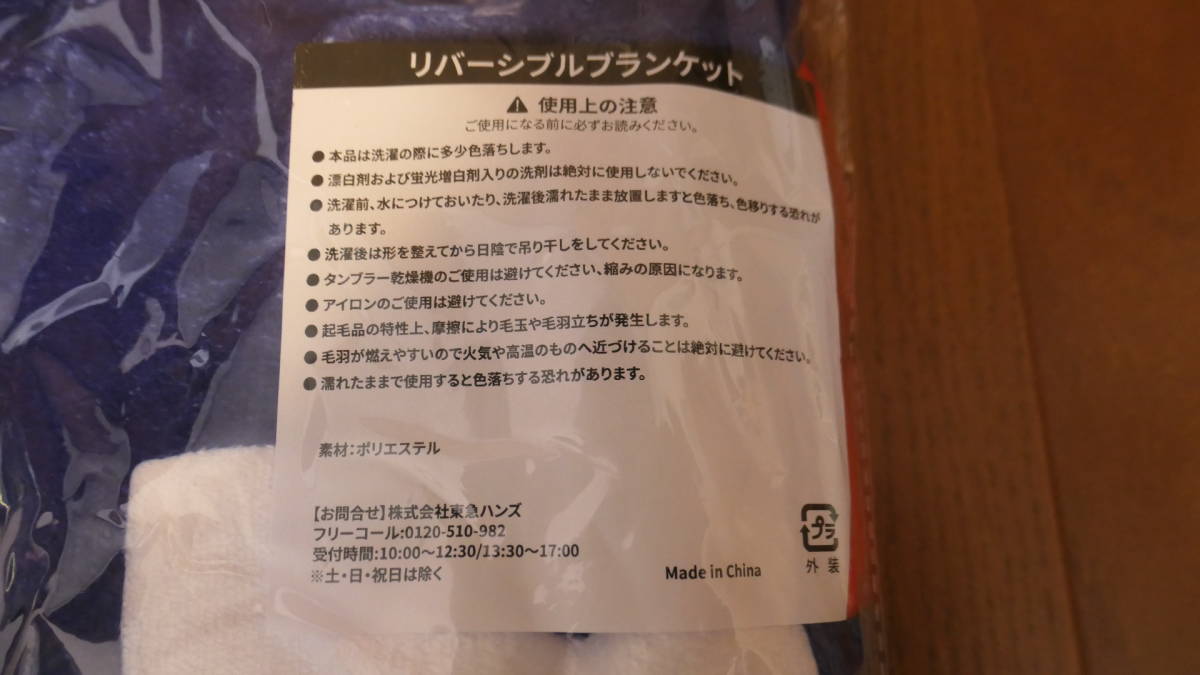 リバーシブルブランケット
使用上の注意
ご使用になる前に必ずお読みください。
●本品は洗濯の際に多少色落ちします。
●漂白剤および蛍光増白剤入りの洗剤は絶対に使用しないでください。
●洗濯前、水につけておいたり、洗濯後濡れたまま放置しますと色落ち、色移りする恐れが
あります。
●洗濯後は形を整えてから日陰で吊り干しをしてください。
●タンブラー乾燥機のご使用は避けてください、縮みの原因になります。
●アイロンのご使用は避けてください。
●起毛品の特性上、摩擦により毛玉や毛羽立ちが発生します。
●毛羽が燃えやすいので火気や高温のものへ近づけることは絶対に避けてください。
●濡れたままで使用すると色落ちする恐れがあります。
素材:ポリエステル
【お問合せ】株式会社東急ハンズ
フリーコール:0120-510-982
受付時間:10:00〜12:30/13:30〜17:00
※土・日・祝日は除く
Made in China
プラ
外装